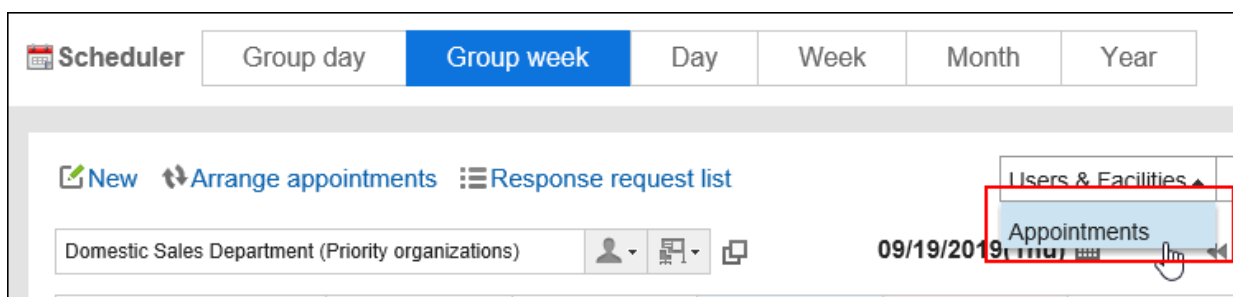 Scheduler Group day Group week Day Week Month Year
New Arrange appointments Response request list Users & Facilities
Appointments
Domestic Sales Department (Priority organizations) 09/19/2019(Thu)